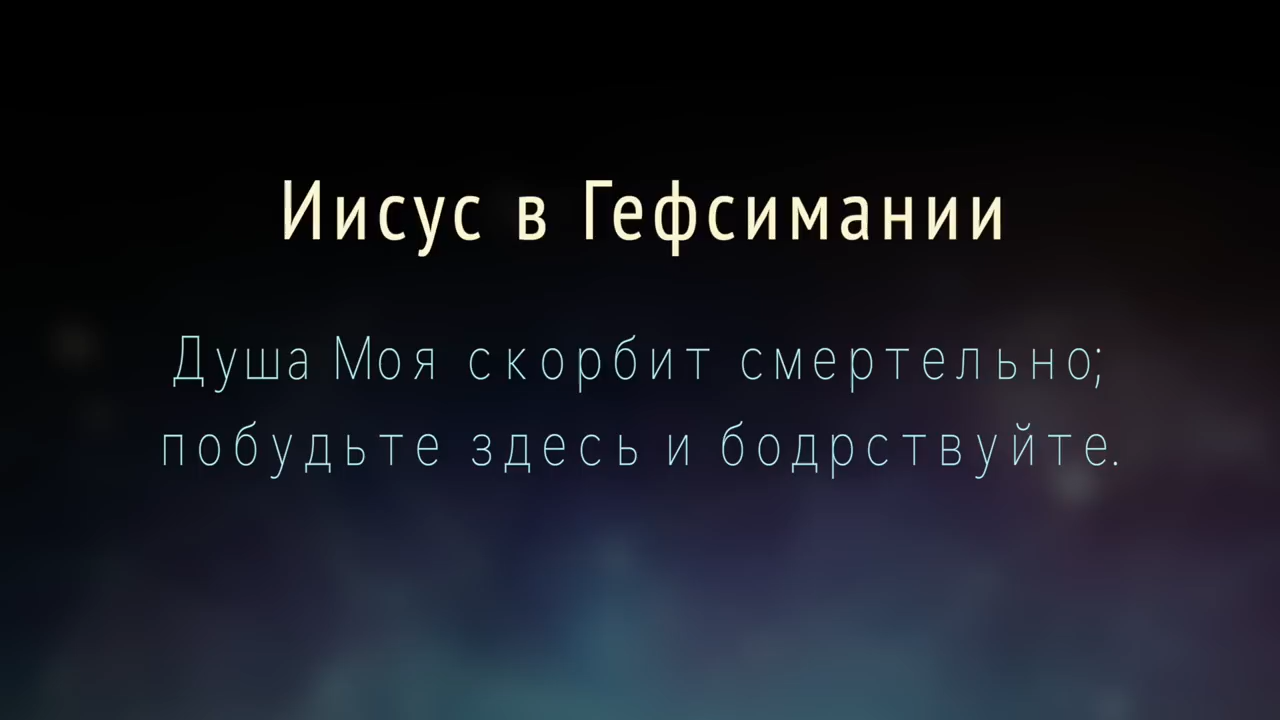 Иисус в Гефсимании
Душа Моя скорбит смертельно;
побудьте здесь и бодрствуйте.